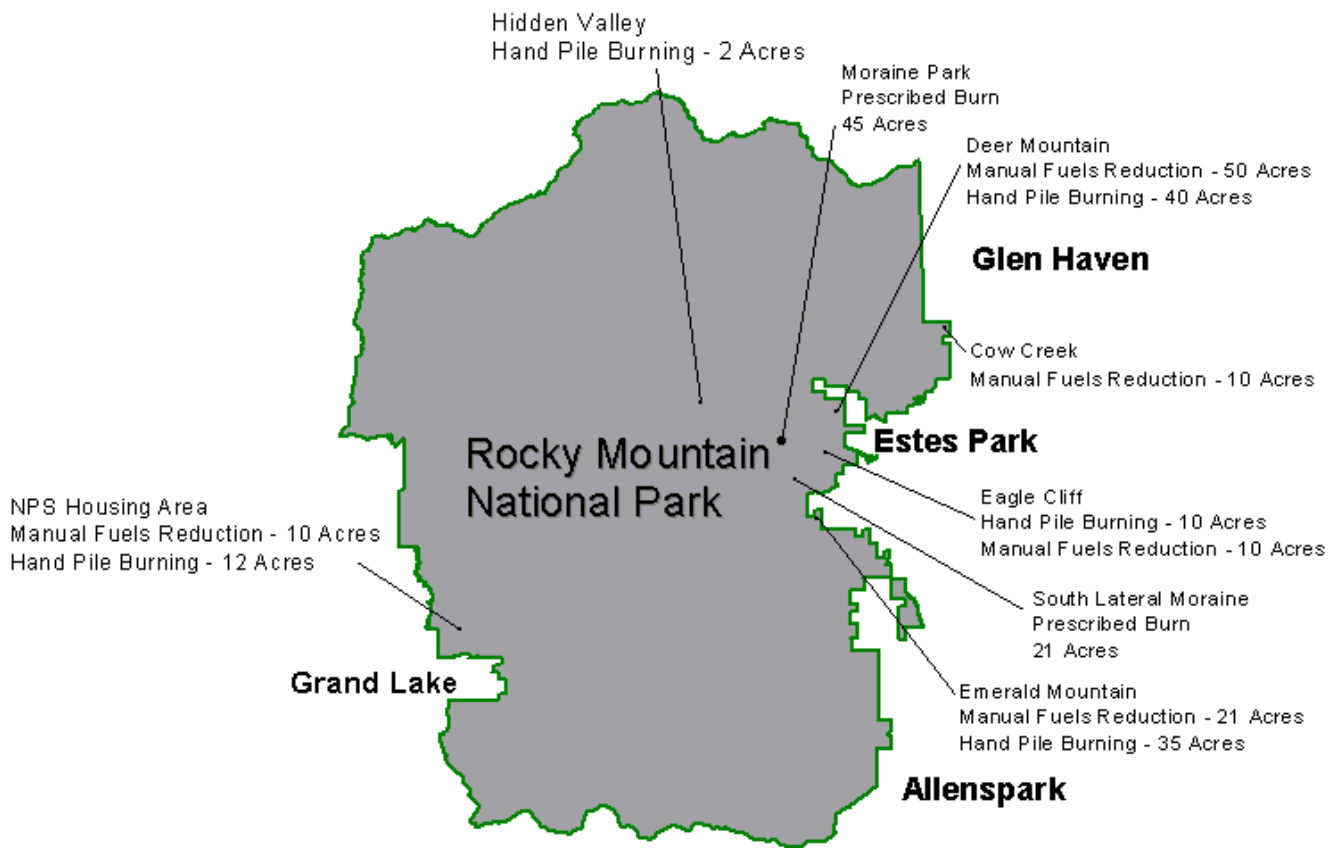 Hidden Valley
Hand Pile Burning - 2 Acres
Moraine Park
Prescribed Burn
45 Acres
Deer Mountain
Manual Fuels Reduction - 50 Acres
Hand Pile Burning - 40 Acres
Glen Haven
Cow Creek
Manual Fuels Reduction - 10 Acres
Estes Park
Rocky Mountain
National Park
Eagle Cliff
Hand Pile Burning - 10 Acres
Manual Fuels Reduction - 10 Acres
NPS Housing Area
Manual Fuels Reduction - 10 Acres
Hand Pile Burning - 12 Acres
South Lateral Moraine
Prescribed Burn
21 Acres
Grand Lake
Emerald Mountain
Manual Fuels Reduction - 21 Acres
Hand Pile Burning - 35 Acres
Allenspark